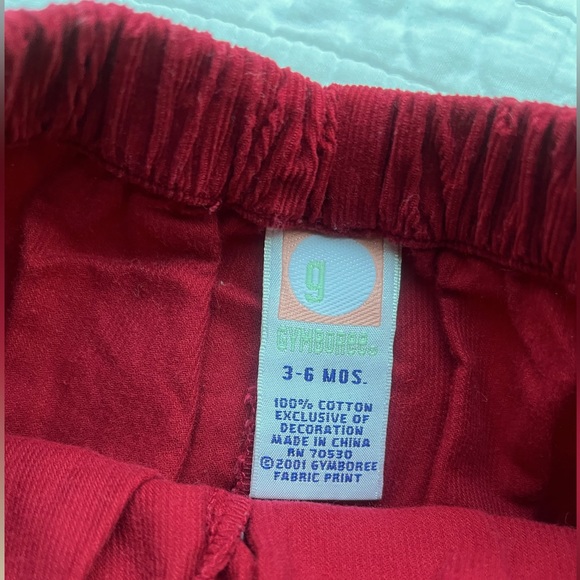 g
GYMBOREE
3-6 MOS.
100% COTTON
EXCLUSIVE OF
DECORATION
MADE IN CHINA
RN 70530
©2001 GYMBOREE
FABRIC PRINT